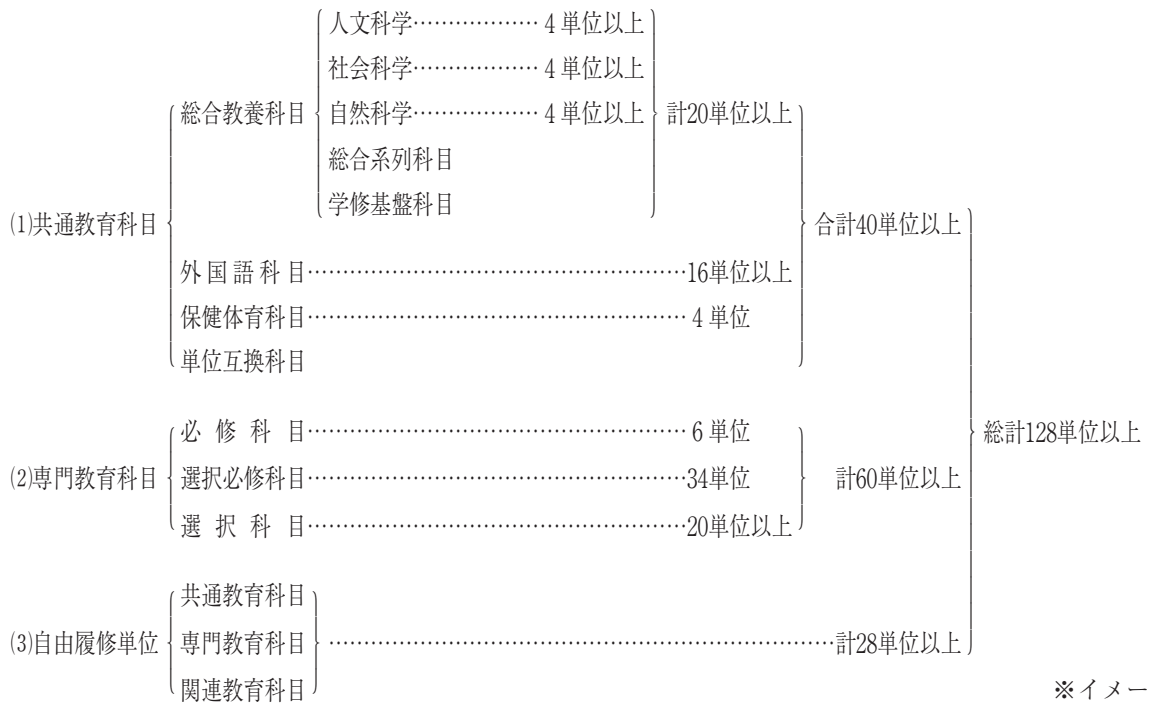 人文科学……………… 4 単位以上
社会科学……………… 4 単位以上
総合教養科目 自然科学……………… 4 単位以上 計20単位以上
総合系列科目
学修基盤科目
⑴共通教育科目 合計40単位以上
外 国 語 科 目………………………………………………16単位以上
保健体育科目……………………………………………… 4 単位
単位互換科目
必 修 科 目……………………………………………… 6 単位
総計128単位以上
⑵専門教育科目 選択必修科目………………………………………………34単位 計60単位以上
選 択 科 目………………………………………………20単位以上
共通教育科目
⑶自由履修単位 専門教育科目 ………………………………………………………………計28単位以上
関連教育科目
※イメー